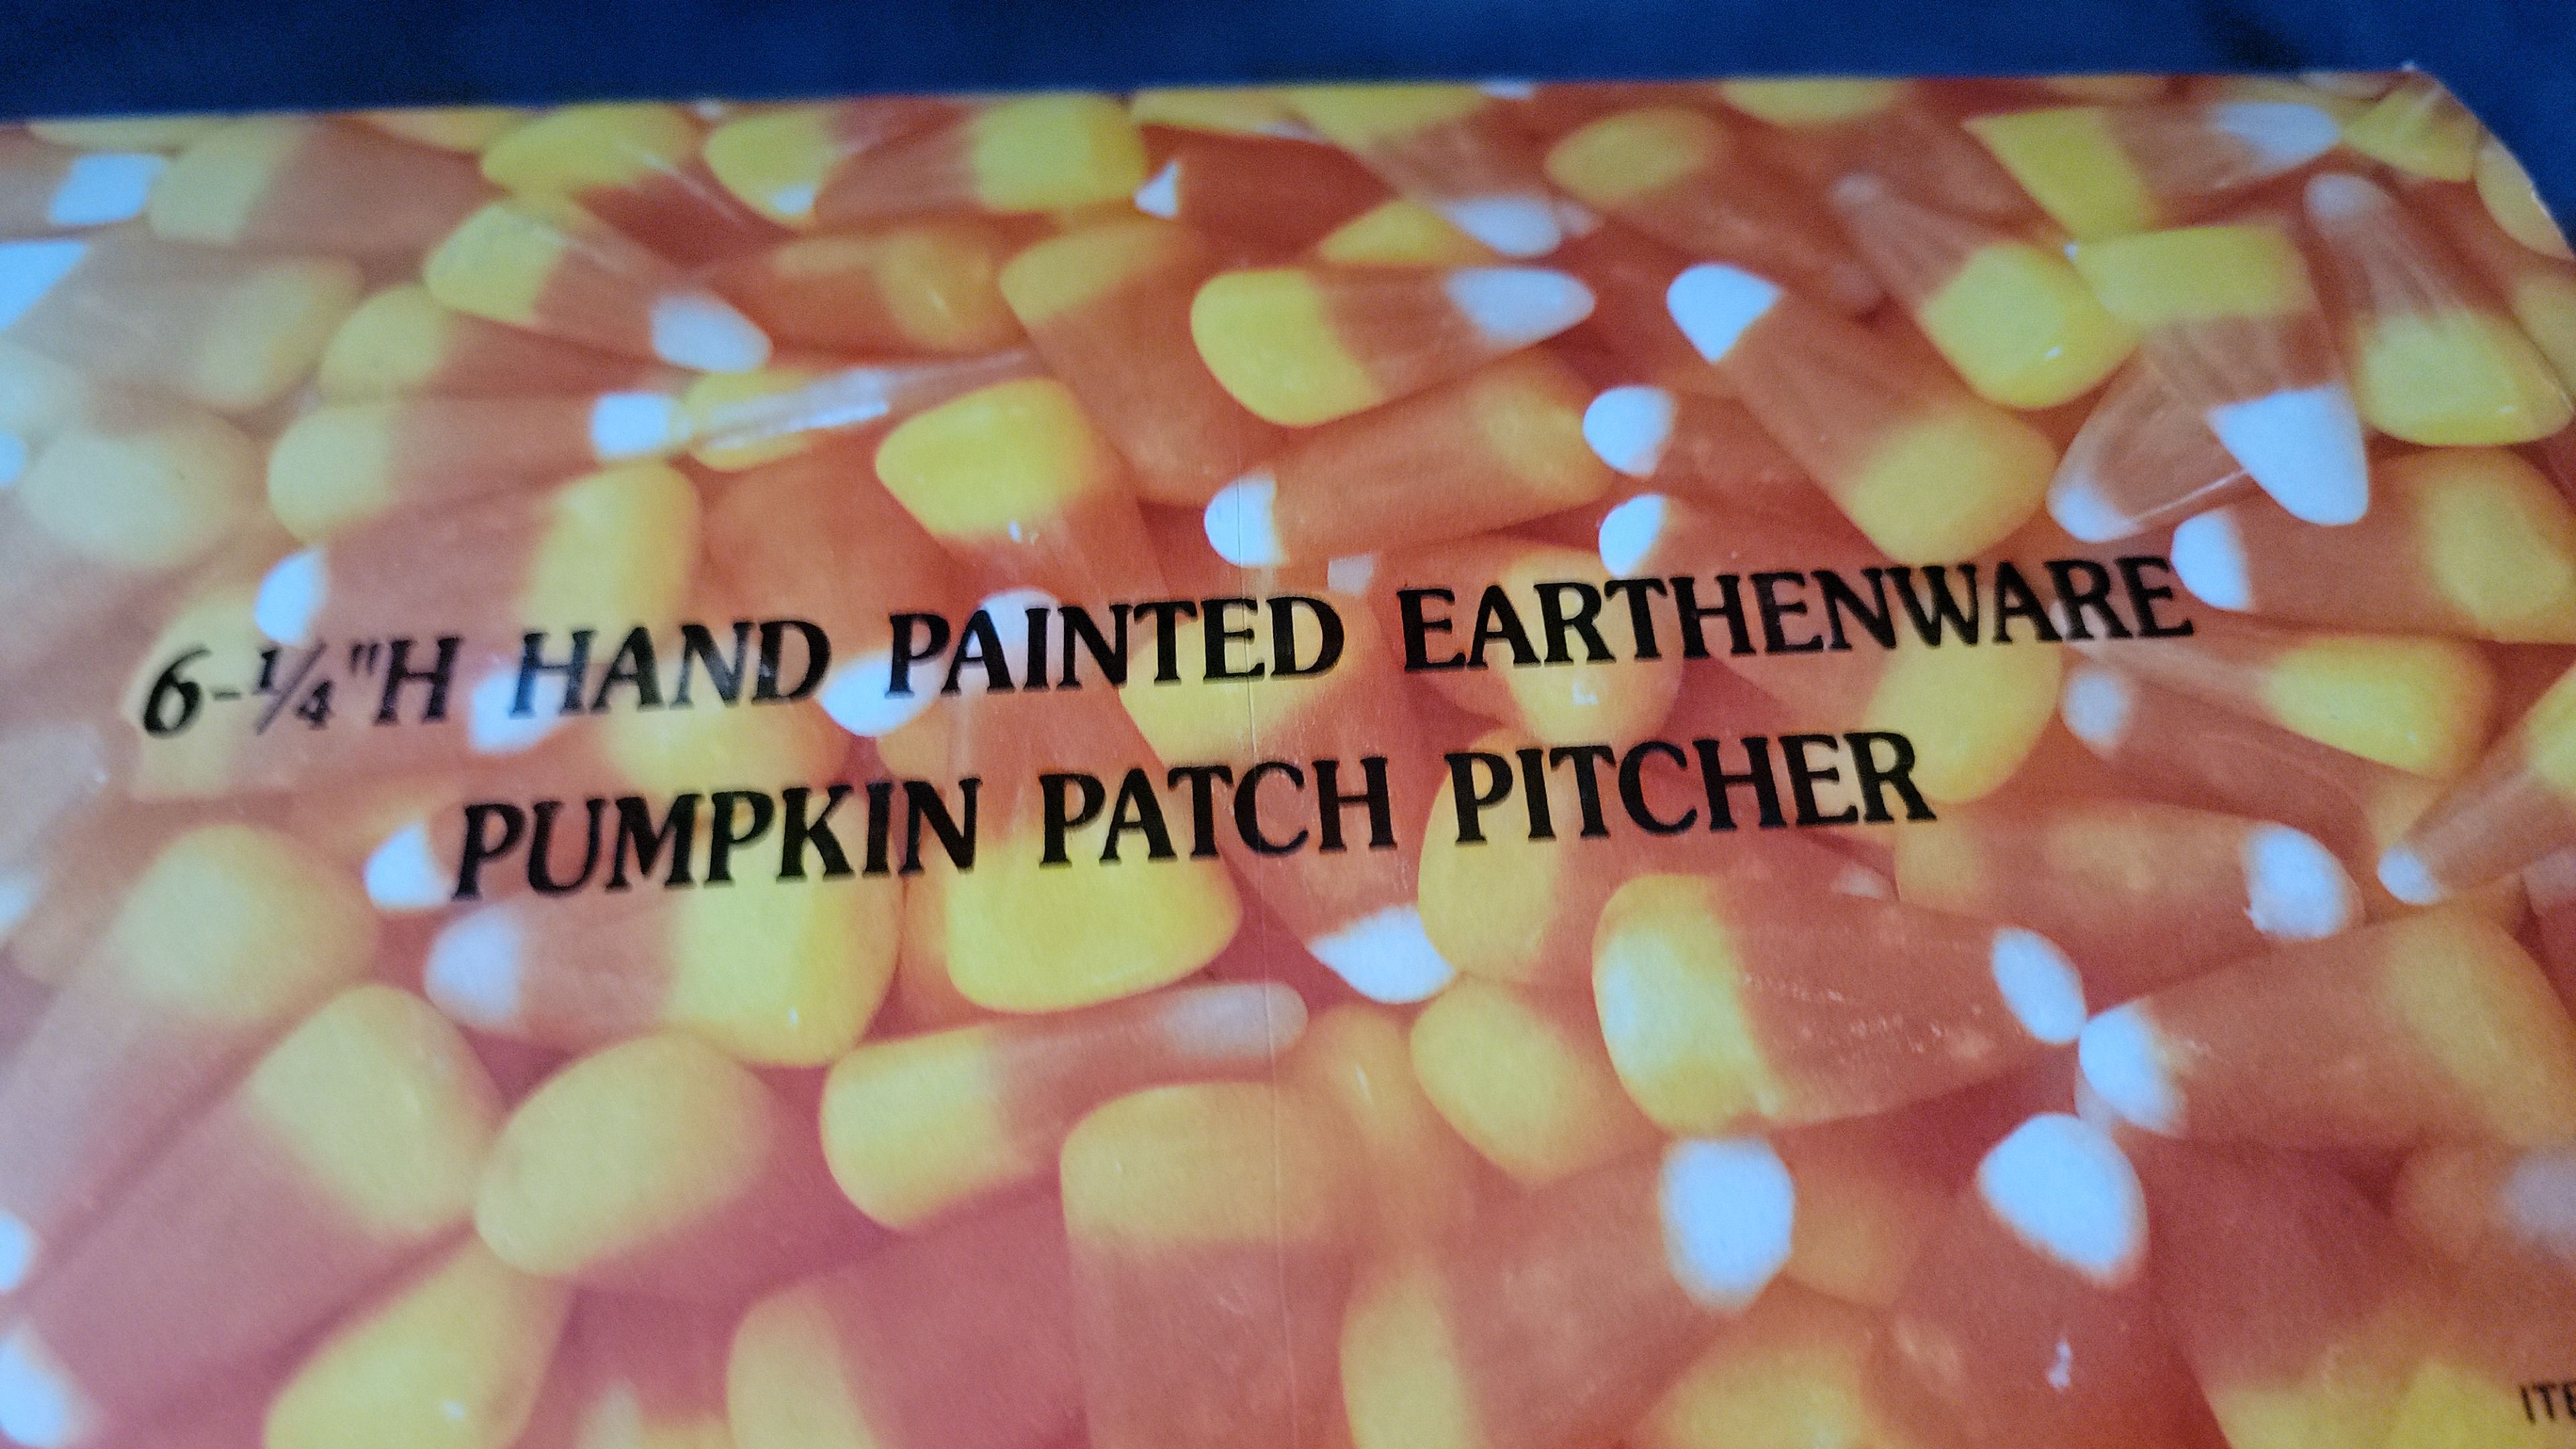 6-¼"H HAND PAINTED EARTHENWARE
PUMPKIN PATCH PITCHER